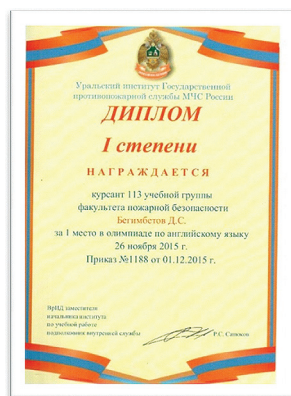 Уральский институт Государственной
противопожарной службы МЧС России
ДИПЛОМ
I степени
НАГРАЖДАЕТСЯ
курсант 113 учебной группы
факультета пожарной безопасности
Бегимбетов Д.С.
за 1 место в олимпиаде по английскому языку
26 ноября 2015 г.
Приказ №1188 от 01.12.2015 г.
ВрИД заместителя
начальника института
по учебной работе
подполковник внутренней службы
Р.С.